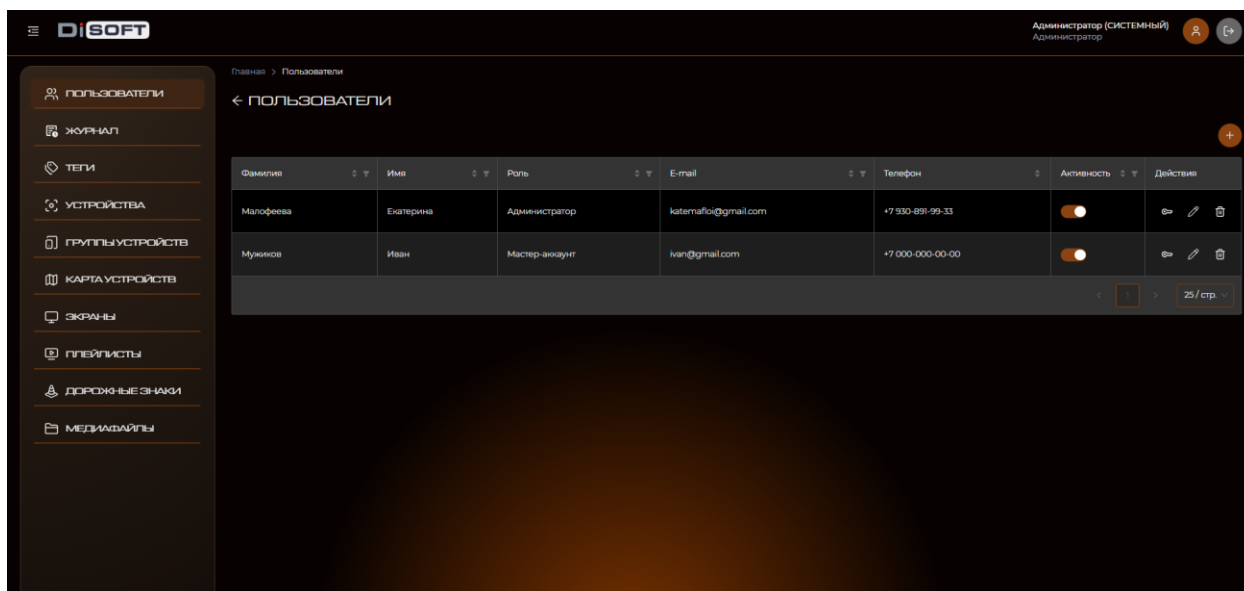 DiSOFT
Администратор (СИСТЕМНЫЙ)
Администратор
Главная > Пользователи
← ПОЛЬЗОВАТЕЛИ
ПОЛЬЗОВАТЕЛИ
ЖУРНАЛ
ТЕГИ
УСТРОЙСТВА
ГРУППЫ УСТРОЙСТВ
КАРТА УСТРОЙСТВ
ЭКРАНЫ
ПЛЕЙЛИСТЫ
ДОРОЖНЫЕ ЗНАКИ
МЕДИАФАЙЛЫ
Фамилия Имя Роль E-mail Телефон Активность Действия
Малофеева Екатерина Администратор katemafloi@gmail.com +7 930-891-99-33
Мужиков Иван Мастер-аккаунт ivan@gmail.com +7 000-000-00-00
< 1 > 25 / стр.